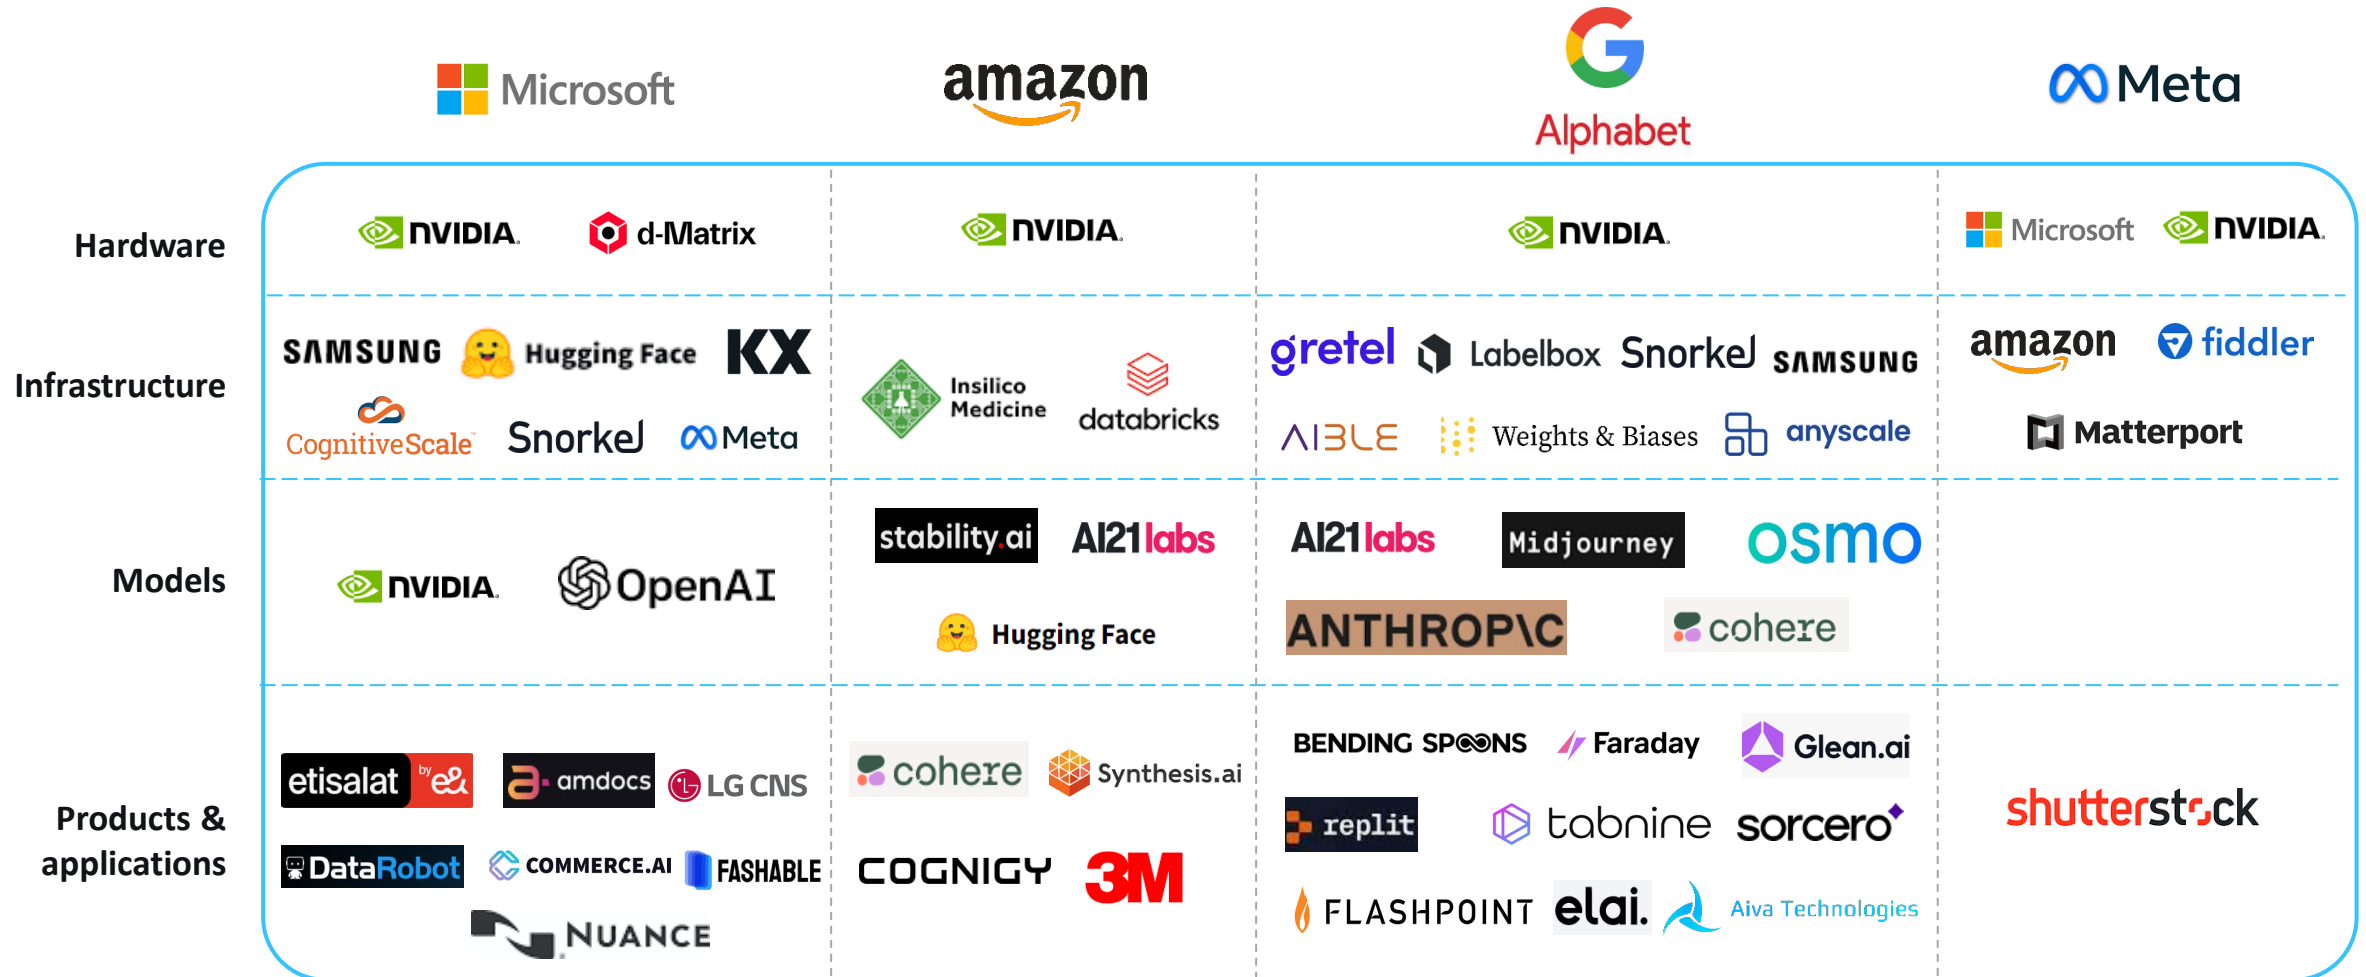 Microsoft
amazon
Alphabet
Meta
Hardware
NVIDIA.
d-Matrix
NVIDIA.
NVIDIA.
Microsoft
NVIDIA.
Infrastructure
SAMSUNG
Hugging Face
KX
CognitiveScale™
Snorkel
Meta
Insilico
Medicine
databricks
gretel
Labelbox
Snorkel
SAMSUNG
AIBLE
Weights & Biases
anyscale
amazon
fiddler
Matterport
Models
NVIDIA.
OpenAI
stability.ai
AI21labs
Hugging Face
AI21labs
Midjourney
osmo
ANTHROP\C
cohere
Products &
applications
etisalat by e&
amdocs
LG CNS
DataRobot
COMMERCE.AI
FASHABLE
NUANCE
cohere
Synthesis.ai
COGNIGY
3M
BENDING SPOONS
Faraday
Glean.ai
replit
tabnine
sorcero
FLASHPOINT
elai.
Aiva Technologies
shutterstock